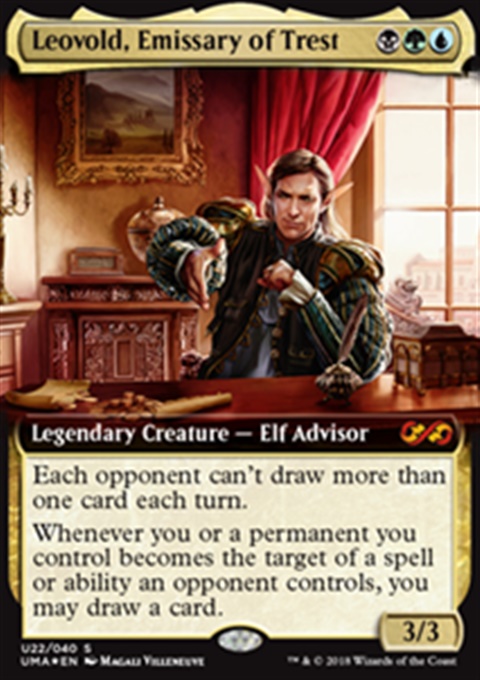 Leovold, Emissary of Trest
Legendary Creature — Elf Advisor
Each opponent can't draw more than
one card each turn.
Whenever you or a permanent you
control becomes the target of a spell
or ability an opponent controls, you
may draw a card.
3/3
U22/040 S
UMA★EN Magali Villeneuve
™ & © 2018 Wizards of the Coast